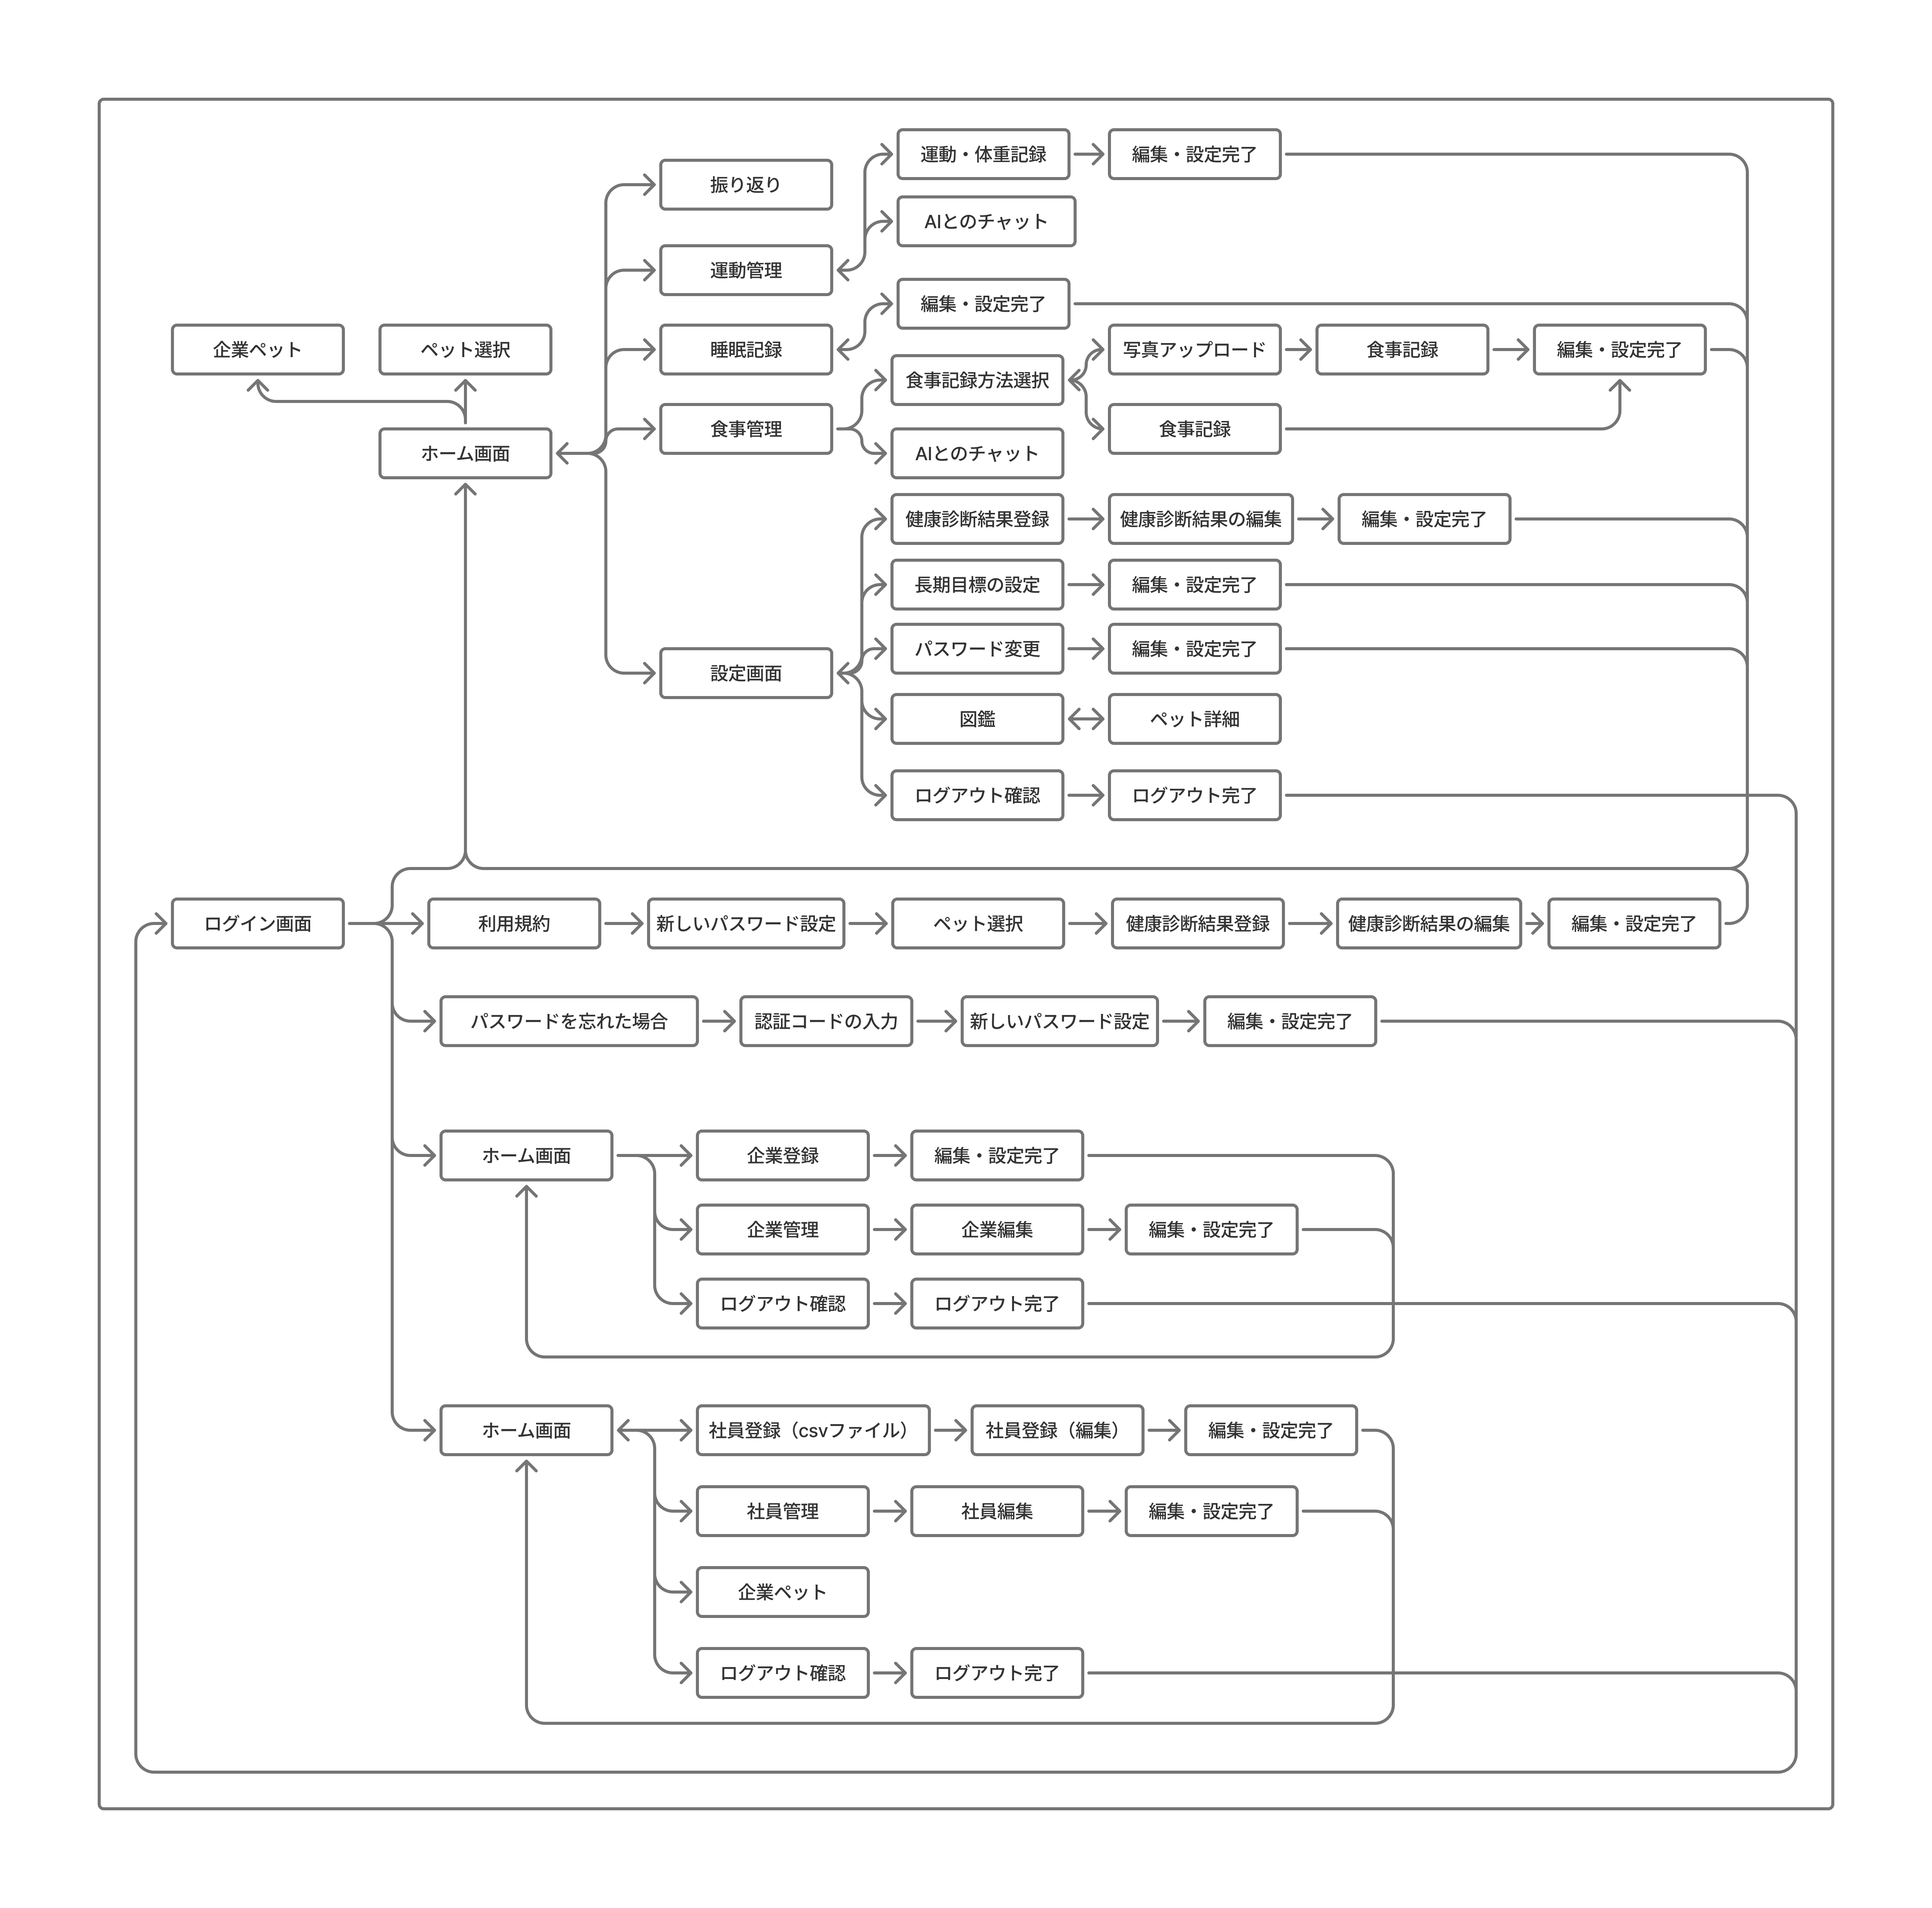 運動・体重記録
編集・設定完了
振り返り
AIとのチャット
運動管理
編集・設定完了
企業ペット
ペット選択
睡眠記録
写真アップロード
食事記録
編集・設定完了
食事記録方法選択
食事管理
食事記録
ホーム画面
AIとのチャット
健康診断結果登録
健康診断結果の編集
編集・設定完了
長期目標の設定
編集・設定完了
パスワード変更
編集・設定完了
設定画面
図鑑
ペット詳細
ログアウト確認
ログアウト完了
ログイン画面
利用規約
新しいパスワード設定
ペット選択
健康診断結果登録
健康診断結果の編集
編集・設定完了
パスワードを忘れた場合
認証コードの入力
新しいパスワード設定
編集・設定完了
ホーム画面
企業登録
編集・設定完了
企業管理
企業編集
編集・設定完了
ログアウト確認
ログアウト完了
ホーム画面
社員登録（csvファイル）
社員登録（編集）
編集・設定完了
社員管理
社員編集
編集・設定完了
企業ペット
ログアウト確認
ログアウト完了